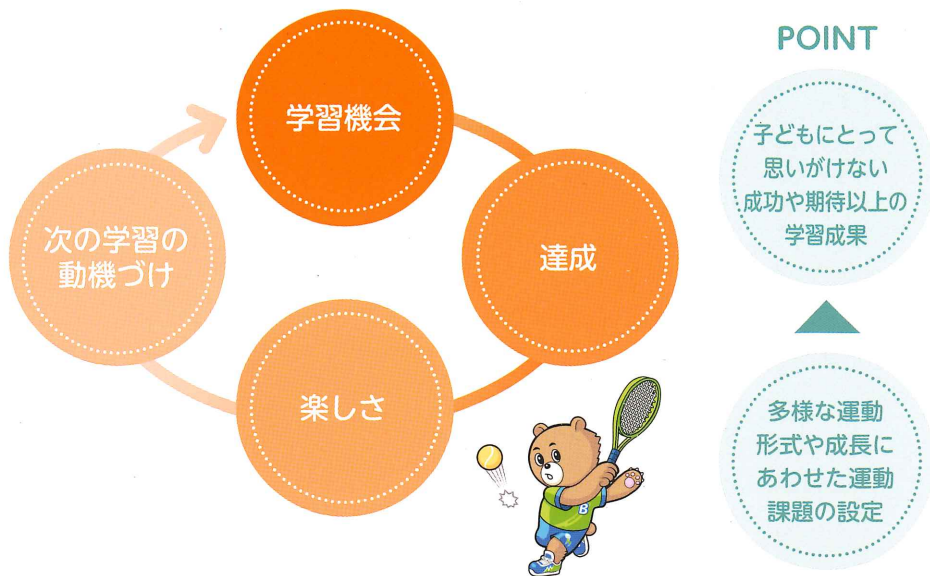 学習機会
達成
楽しさ
次の学習の
動機づけ
POINT
子どもにとって
思いがけない
成功や期待以上の
学習成果
多様な運動
形式や成長に
あわせた運動
課題の設定
B